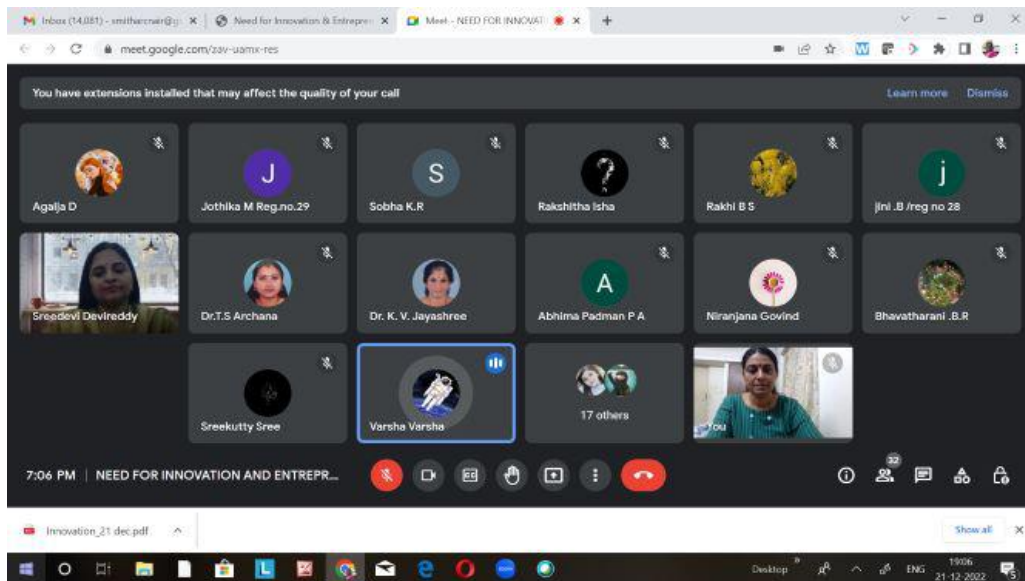 Inbox (14,081) - smitharcnair@g
Need for Innovation & Entrepre
Meet - NEED FOR INNOVATI
meet.google.com/zav-uamx-res
You have extensions installed that may affect the quality of your call
Learn more
Dismiss
Agalja D
J
Jothika M Reg.no.29
S
Sobha K.R
?
Rakshitha Isha
Rakhi B S
j
jini .B /reg no 28
Sreedevi Devireddy
Dr.T.S Archana
Dr. K. V. Jayashree
A
Abhima Padman P A
Niranjana Govind
Bhavatharani .B.R
Sreekutty Sree
Varsha Varsha
17 others
You
7:06 PM | NEED FOR INNOVATION AND ENTREPR...
32
Innovation_21 dec.pdf
Show all
Desktop
ENG
19:06
21-12-2022
5